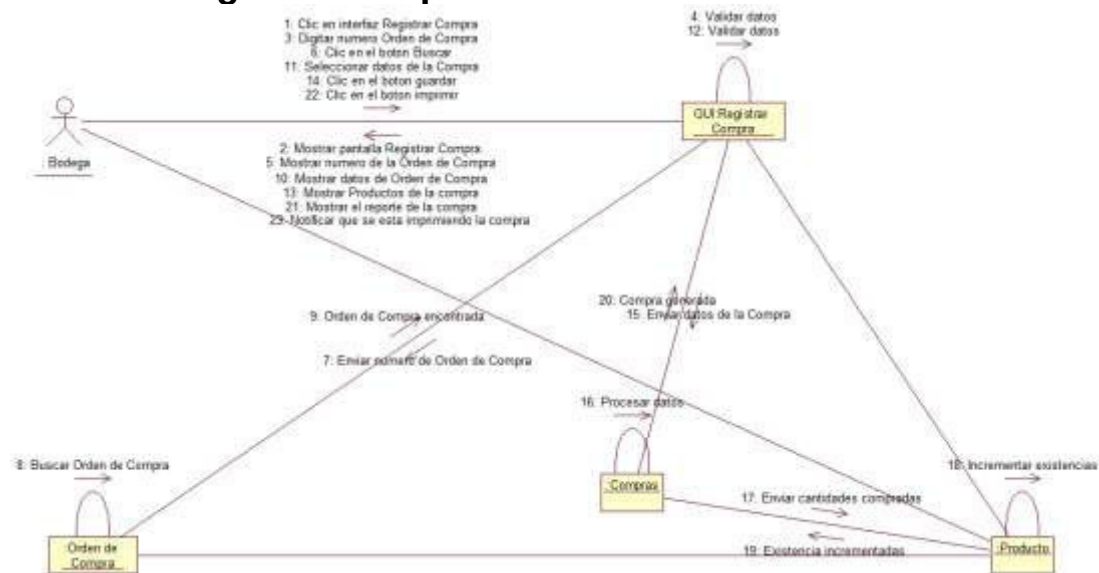 1: Clic en interfaz Registrar Compra
3: Digitar numero Orden de Compra
6: Clic en el boton Buscar
11: Seleccionar datos de la Compra
14: Clic en el boton guardar
22: Clic en el boton imprimir
4: Validar datos
12: Validar datos
GUI Registrar
Compra
: Bodega
2: Mostrar pantalla Registrar Compra
5: Mostrar numero de la Orden de Compra
10: Mostrar datos de Orden de Compra
13: Mostrar Productos de la compra
21: Mostrar el reporte de la compra
23: Notificar que se esta imprimiendo la compra
20: Compra generada
15: Enviar datos de la Compra
9: Orden de Compra encontrada
7: Enviar numero de Orden de Compra
16: Procesar datos
8: Buscar Orden de Compra
18: Incrementar existencias
:Compras
17: Enviar cantidades compradas
19: Existencia incrementadas
Orden de
Compra
:Producto